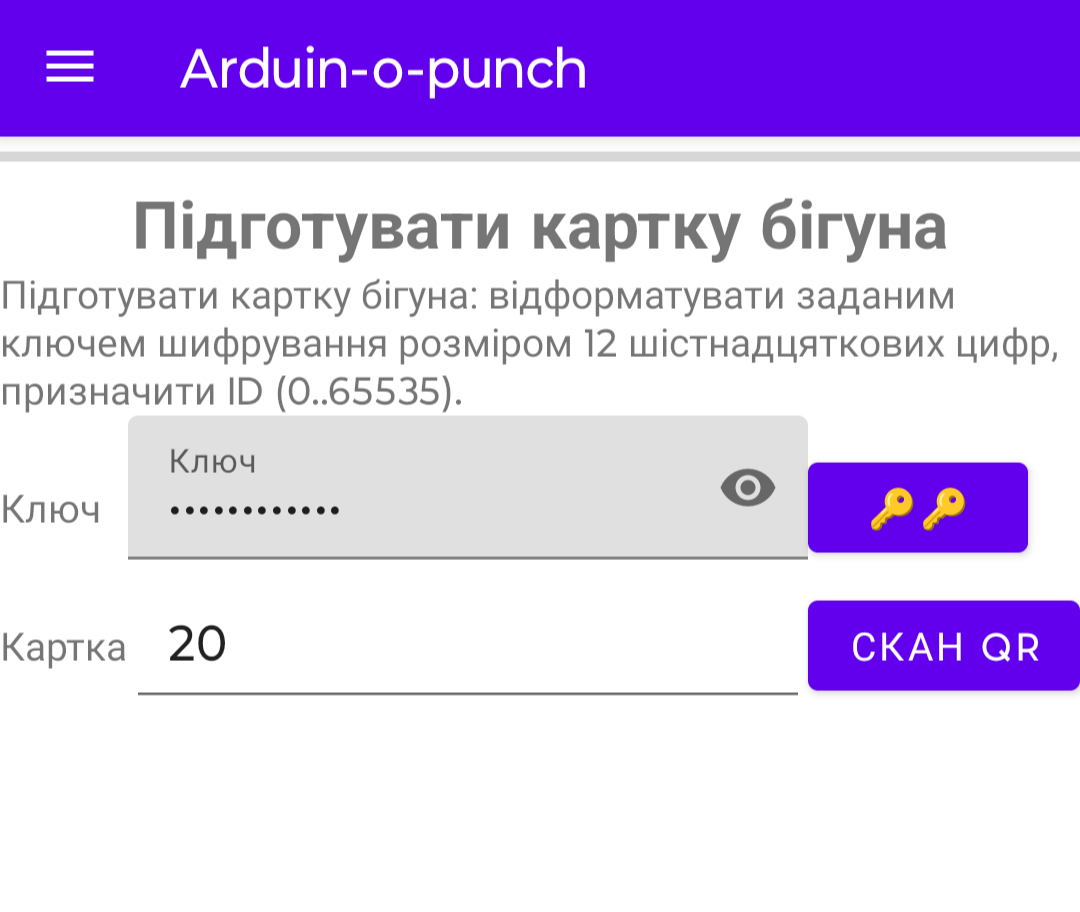 Arduin-o-punch
Підготувати картку бігуна
Підготувати картку бігуна: відформатувати заданим
ключем шифрування розміром 12 шістнадцяткових цифр,
призначити ID (0..65535).
Ключ
Ключ
••••••••••••
Картка
20
СКАН QR